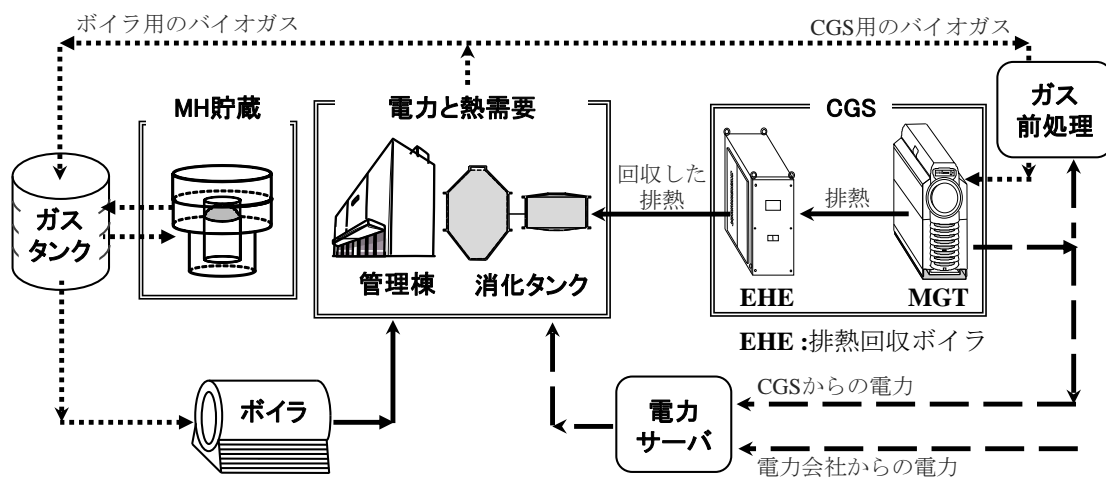 ボイラ用のバイオガス
CGS用のバイオガス
MH貯蔵
電力と熱需要
CGS
ガス
前処理
ガス
タンク
回収した
排熱
排熱
管理棟
消化タンク
EHE
MGT
EHE :排熱回収ボイラ
ボイラ
電力
サーバ
CGSからの電力
電力会社からの電力